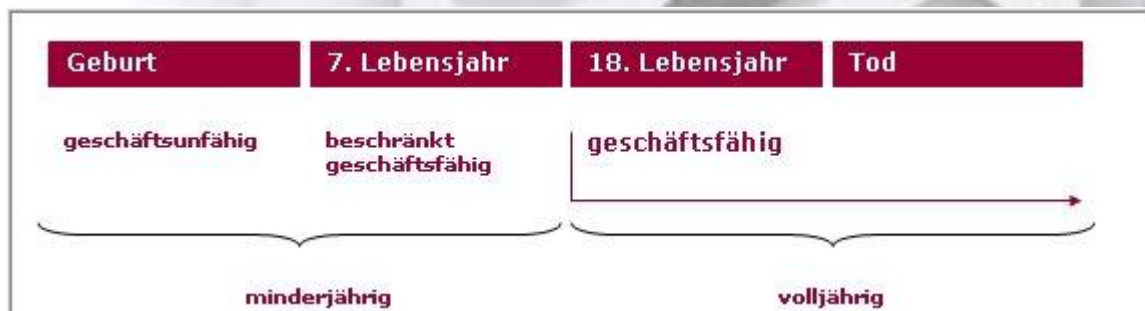 Geburt 7. Lebensjahr 18. Lebensjahr Tod
geschäftsunfähig beschränkt geschäftsfähig
geschäftsfähig
minderjährig volljährig